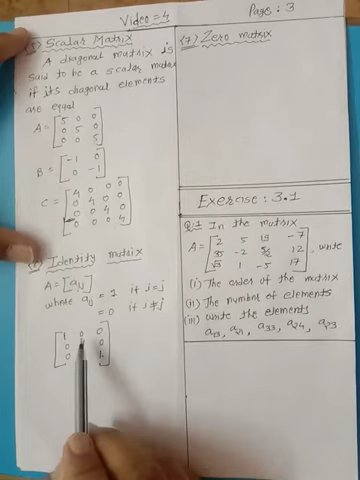 Video = 4
Page : 3
(5) Scalar Matrix
A diagonal matrix is
said to be a scalar matrix
if its diagonal elements
are equal
A = [5 0 0
0 5 0
0 0 5]
B = [-1 0
0 -1]
C = [4 0 0 0
0 4 0 0
0 0 4 0
0 0 0 4]
Identity matrix
A = [aij]
where aij = 1 if i=j
= 0 if i≠j
[1 0 0
0 0
0 1]
(7) Zero matrix
Exercise : 3.1
Q:1 In the matrix
A = [2 5 19 -7
35 -2 5/2 12
√3 1 -5 17], write
(i) The order of the matrix
(ii) The number of elements
(iii) Write the elements
a13, a21, a33, a24, a23